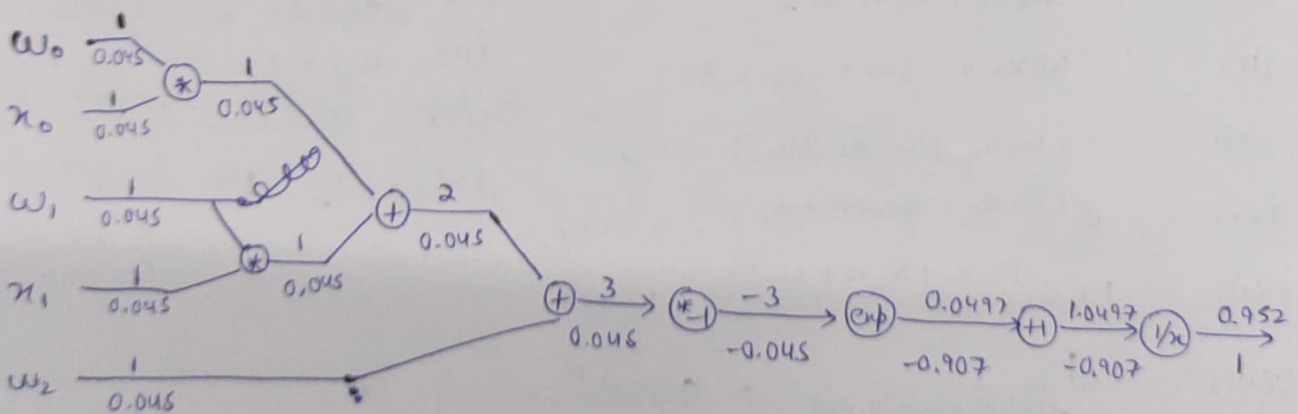 w₀ 1 0.045
x₀ 1 0.045
* 1 0.045
w₁ 1 0.045
x₁ 1 0.045
* 1 0.045
+ 2 0.045
w₂ 1 0.045
+ 3 0.045
*-1 -3 -0.045
exp 0.0497 -0.907
+1 1.0497 -0.907
1/x 0.952 1